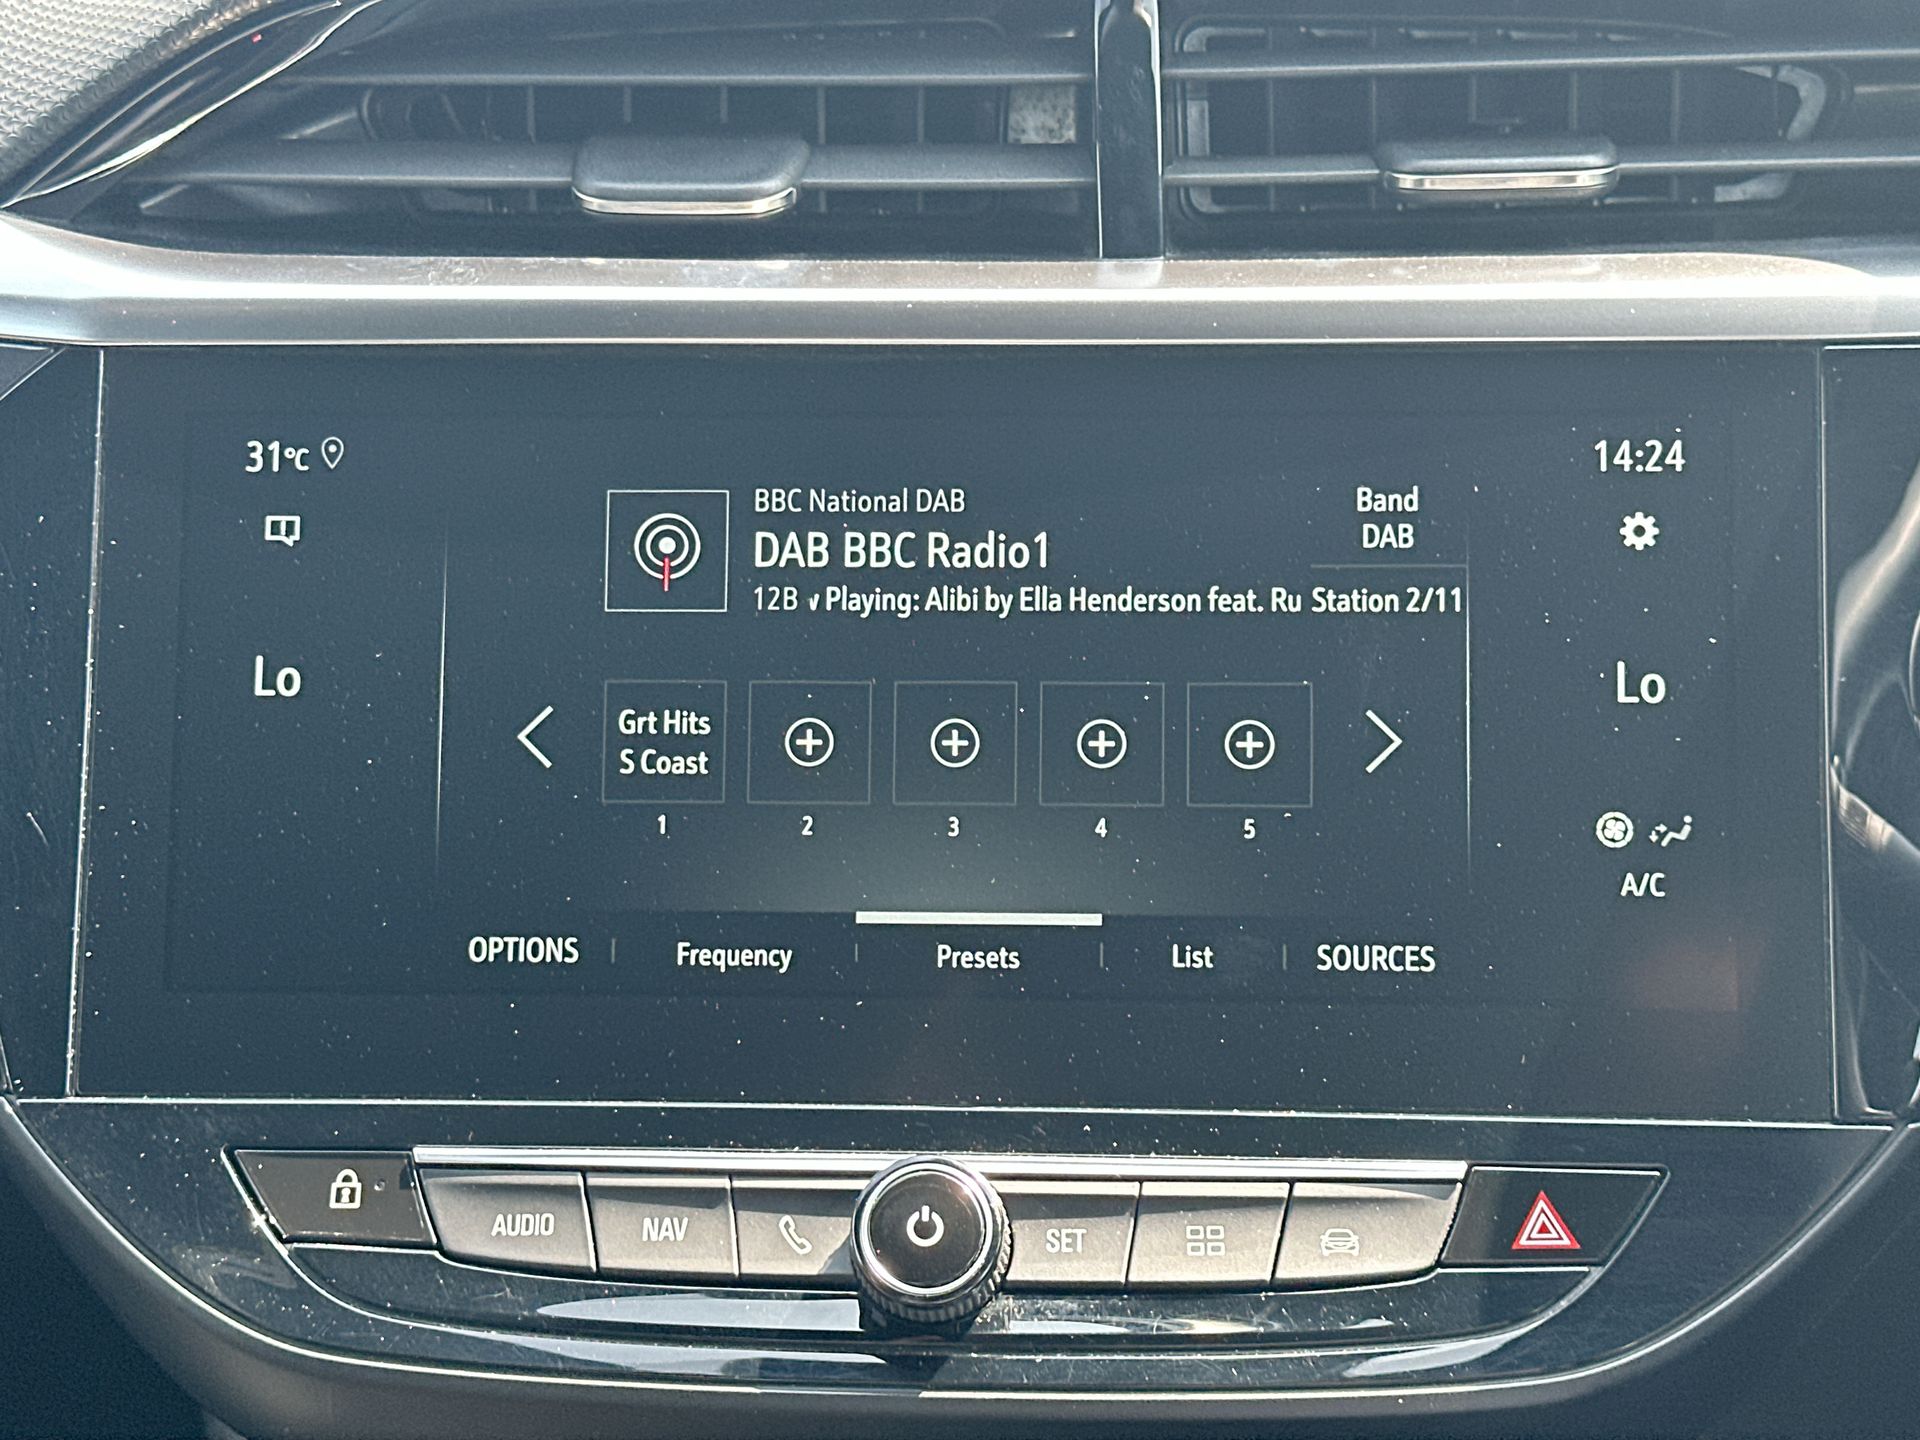 31°C
14:24
BBC National DAB
DAB BBC Radio1
12B v Playing: Alibi by Ella Henderson feat. Ru
Band
DAB
Station 2/11
Lo
Lo
Grt Hits
S Coast
1 2 3 4 5
A/C
OPTIONS Frequency Presets List SOURCES
AUDIO NAV SET